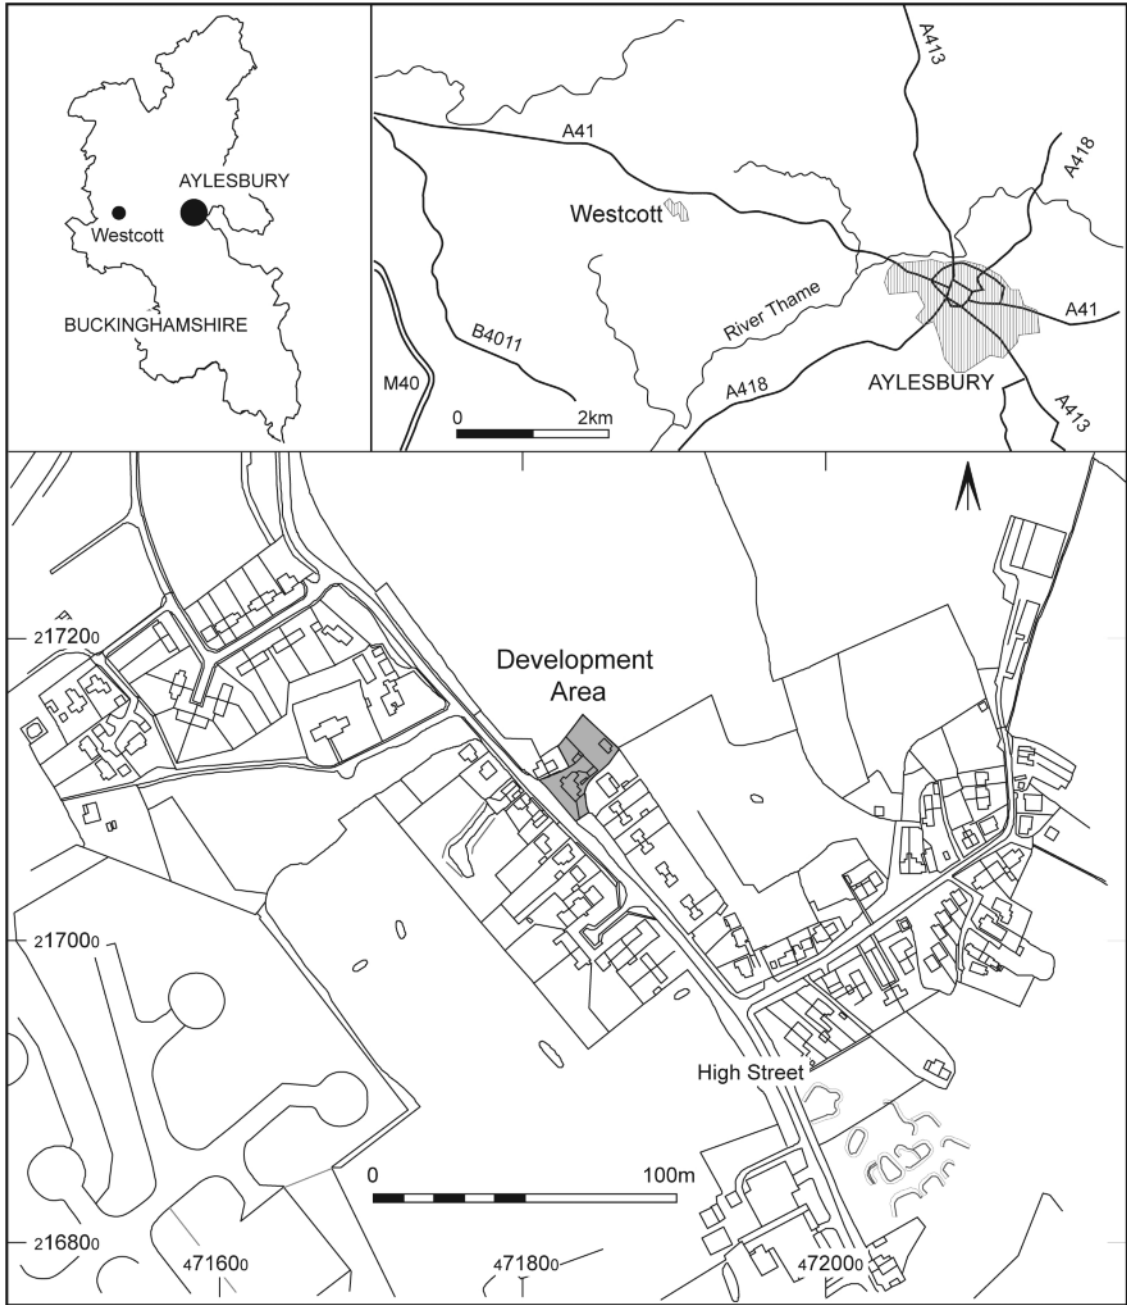 AYLESBURY
Westcott
BUCKINGHAMSHIRE
A413
A41
A418
Westcott
River Thame
A41
B4011
M40
A418
AYLESBURY
A413
0 2km
217200
Development
Area
217000
High Street
0 100m
216800
471600
471800
472000